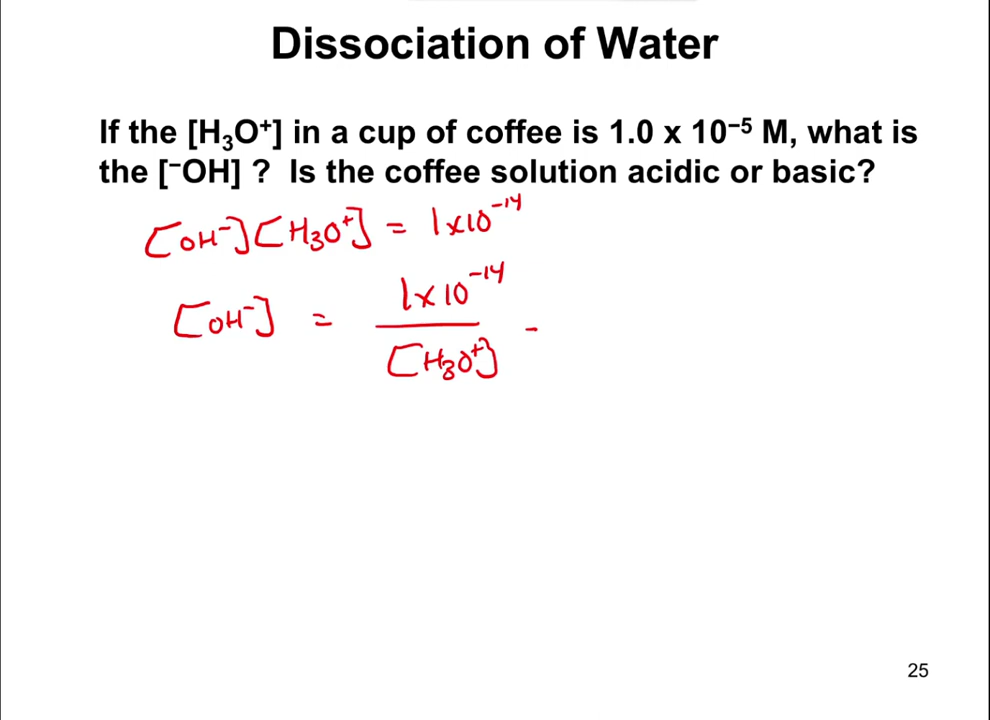 Dissociation of Water
If the [H₃O⁺] in a cup of coffee is 1.0 x 10⁻⁵ M, what is
the [⁻OH] ? Is the coffee solution acidic or basic?
[OH⁻][H₃O⁺] = 1x10⁻¹⁴
[OH⁻] = 1x10⁻¹⁴ / [H₃O⁺] -
25